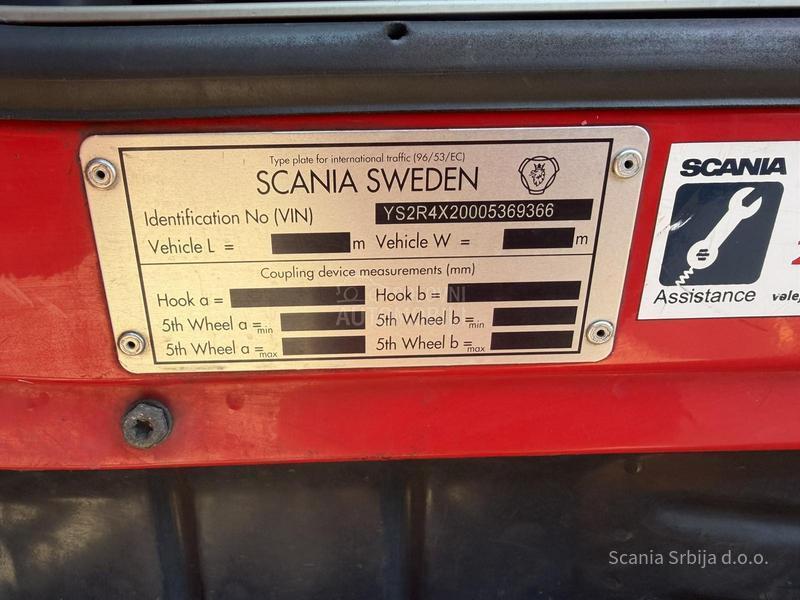 Type plate for international traffic (96/53/EC)
SCANIA SWEDEN
Identification No (VIN) YS2R4X20005369366
Vehicle L = m Vehicle W = m
Coupling device measurements (mm)
Hook a = Hook b =
5th Wheel a =min 5th Wheel b =min
5th Wheel a =max 5th Wheel b =max
SCANIA
Assistance
Scania Srbija d.o.o.